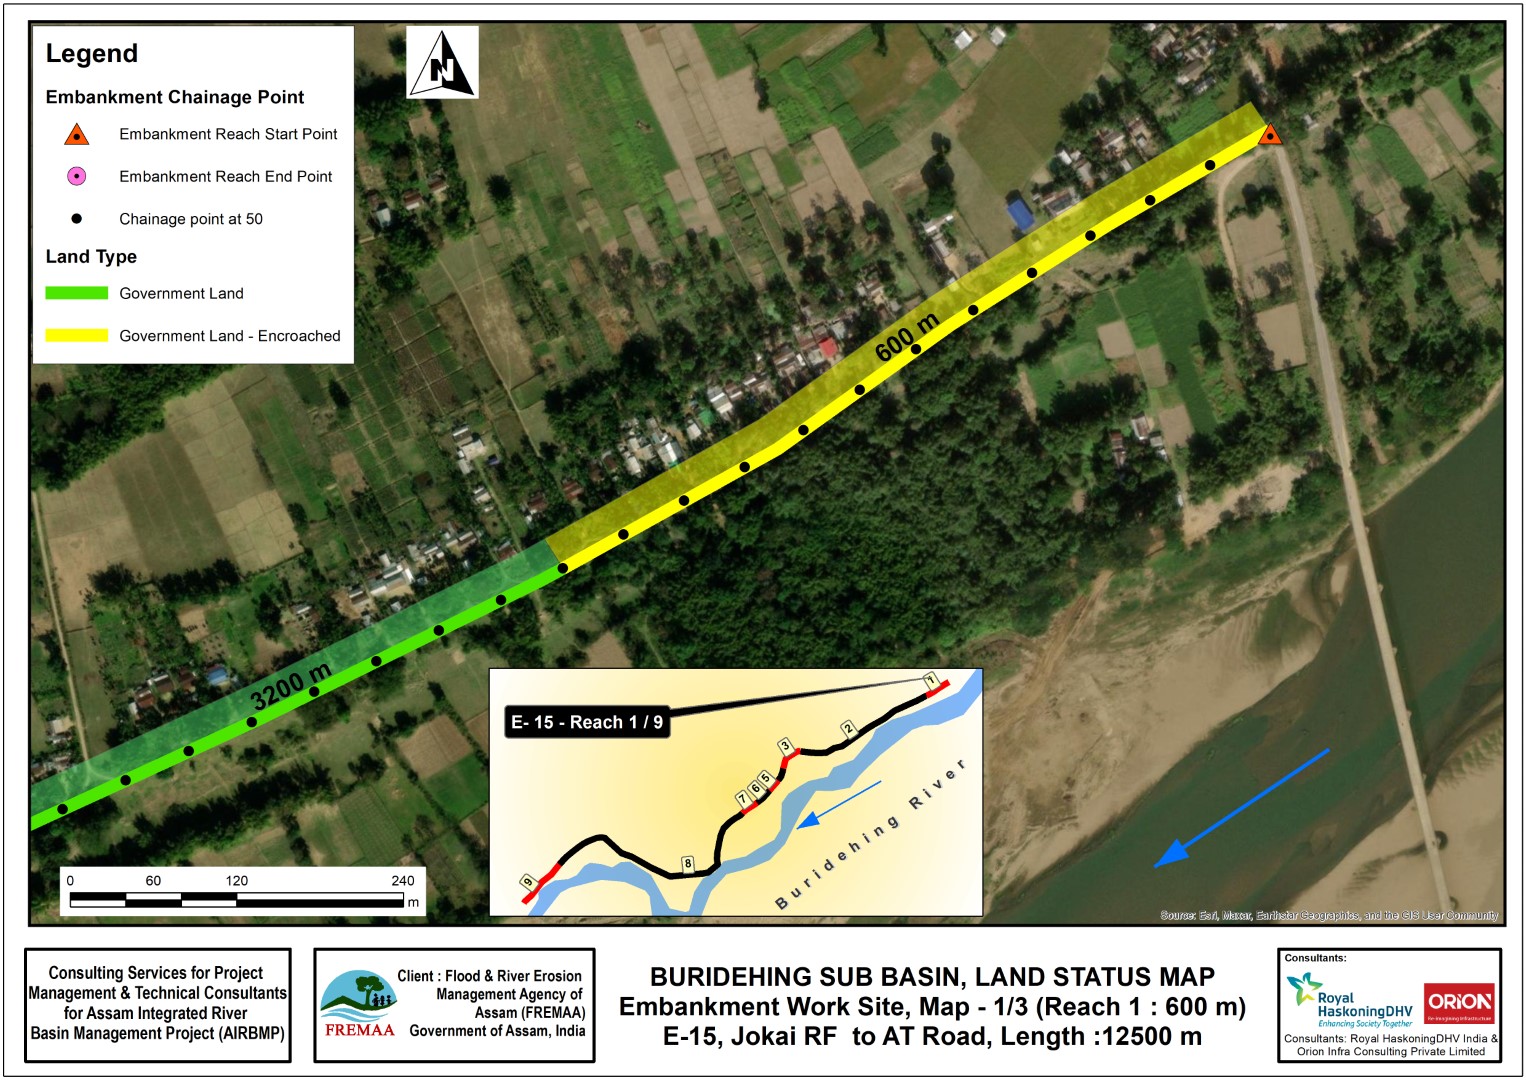 Legend
Embankment Chainage Point
Embankment Reach Start Point
Embankment Reach End Point
Chainage point at 50
Land Type
Government Land
Government Land - Encroached
N
600 m
3200 m
0 60 120 240
m
E- 15 - Reach 1 / 9
1
2
3
5
6
7
8
9
Buridehing River
Source: Esri, Maxar, Earthstar Geographics, and the GIS User Community
Consulting Services for Project
Management & Technical Consultants
for Assam Integrated River
Basin Management Project (AIRBMP)
FREMAA
Client : Flood & River Erosion
Management Agency of
Assam (FREMAA)
Government of Assam, India
BURIDEHING SUB BASIN, LAND STATUS MAP
Embankment Work Site, Map - 1/3 (Reach 1 : 600 m)
E-15, Jokai RF to AT Road, Length :12500 m
Consultants:
Royal
HaskoningDHV
Enhancing Society Together
ORION
Re-imagining infrastructure
Consultants: Royal HaskoningDHV India &
Orion Infra Consulting Private Limited